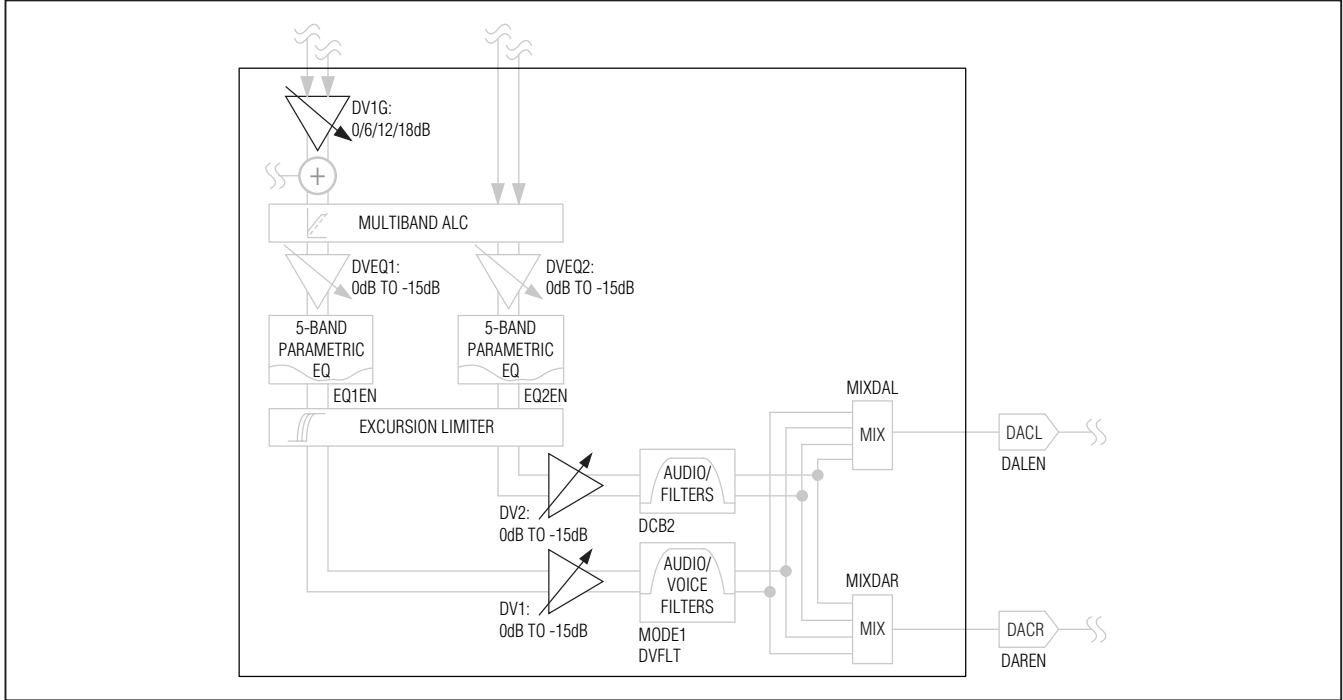 DV1G:
0/6/12/18dB
+
MULTIBAND ALC
DVEQ1:
0dB TO -15dB
DVEQ2:
0dB TO -15dB
5-BAND
PARAMETRIC
EQ
EQ1EN
5-BAND
PARAMETRIC
EQ
EQ2EN
EXCURSION LIMITER
DV2:
0dB TO -15dB
AUDIO/
FILTERS
DCB2
DV1:
0dB TO -15dB
AUDIO/
VOICE
FILTERS
MODE1
DVFLT
MIXDAL
MIX
DACL
DALEN
MIXDAR
MIX
DACR
DAREN